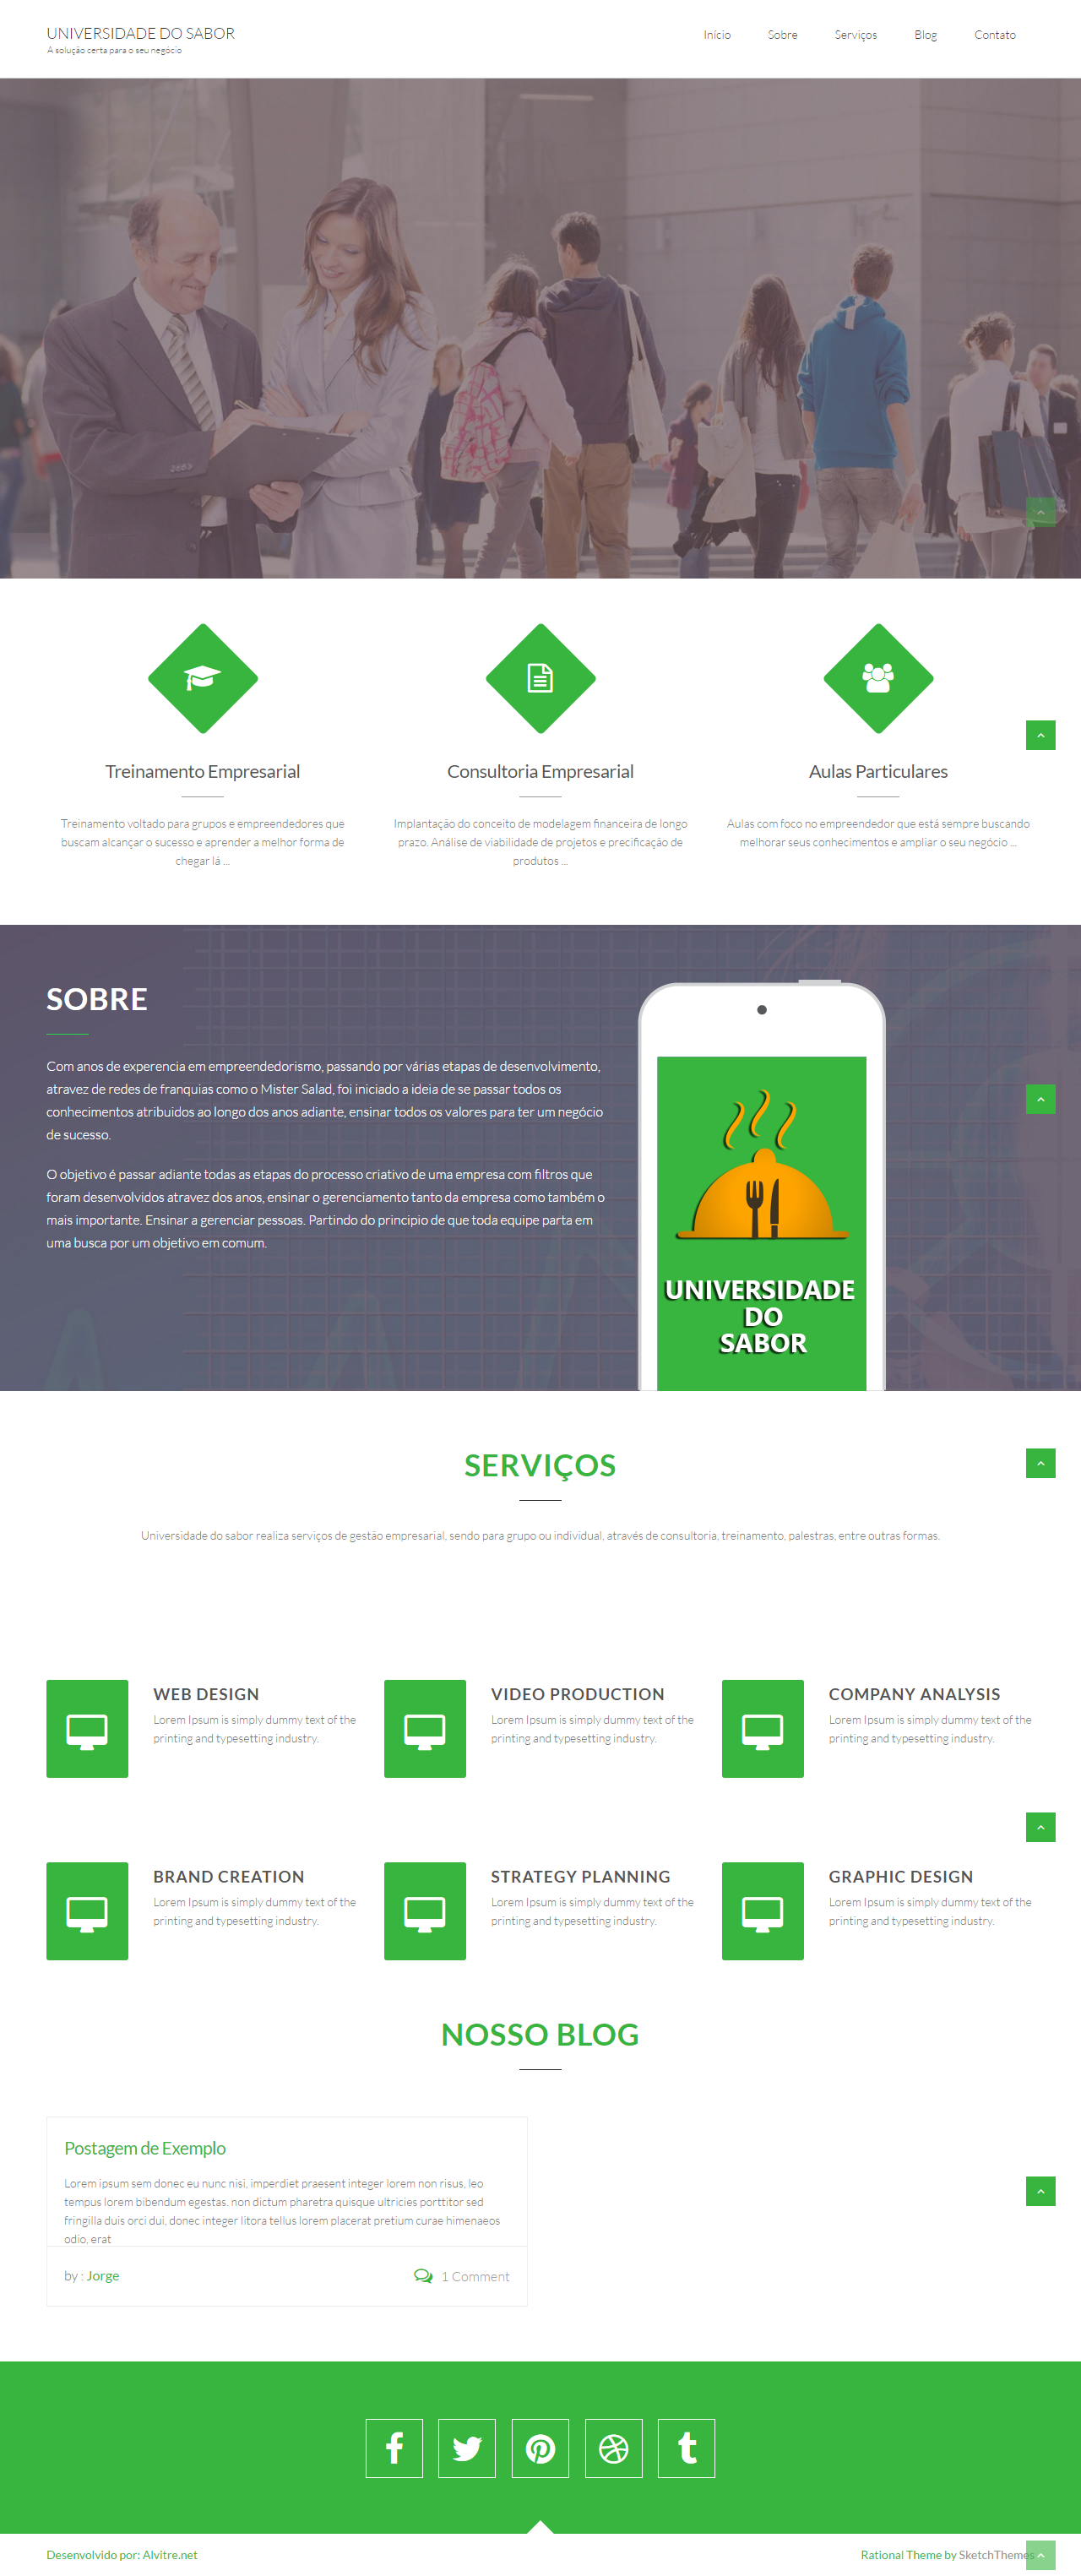 UNIVERSIDADE DO SABOR
A solução certa para o seu negócio
Início
Sobre
Serviços
Blog
Contato
Treinamento Empresarial
Treinamento voltado para grupos e empreendedores que
buscam alcançar o sucesso e aprender a melhor forma de
chegar lá ...
Consultoria Empresarial
Implantação do conceito de modelagem financeira de longo
prazo. Análise de viabilidade de projetos e precificação de
produtos ...
Aulas Particulares
Aulas com foco no empreendedor que está sempre buscando
melhorar seus conhecimentos e ampliar o seu negócio ...
SOBRE
Com anos de experencia em empreendedorismo, passando por várias etapas de desenvolvimento,
atravez de redes de franquias como o Mister Salad, foi iniciado a ideia de se passar todos os
conhecimentos atribuidos ao longo dos anos adiante, ensinar todos os valores para ter um negócio
de sucesso.
O objetivo é passar adiante todas as etapas do processo criativo de uma empresa com filtros que
foram desenvolvidos atravez dos anos, ensinar o gerenciamento tanto da empresa como também o
mais importante. Ensinar a gerenciar pessoas. Partindo do principio de que toda equipe parta em
uma busca por um objetivo em comum.
UNIVERSIDADE
DO
SABOR
SERVIÇOS
Universidade do sabor realiza serviços de gestão empresarial, sendo para grupo ou individual, através de consultoria, treinamento, palestras, entre outras formas.
WEB DESIGN
Lorem Ipsum is simply dummy text of the
printing and typesetting industry.
VIDEO PRODUCTION
Lorem Ipsum is simply dummy text of the
printing and typesetting industry.
COMPANY ANALYSIS
Lorem Ipsum is simply dummy text of the
printing and typesetting industry.
BRAND CREATION
Lorem Ipsum is simply dummy text of the
printing and typesetting industry.
STRATEGY PLANNING
Lorem Ipsum is simply dummy text of the
printing and typesetting industry.
GRAPHIC DESIGN
Lorem Ipsum is simply dummy text of the
printing and typesetting industry.
NOSSO BLOG
Postagem de Exemplo
Lorem ipsum sem donec eu nunc nisi, imperdiet praesent integer lorem non risus, leo
tempus lorem bibendum egestas. non dictum pharetra quisque ultricies porttitor sed
fringilla duis orci dui, donec integer litora tellus lorem placerat pretium curae himenaeos
odio, erat
by : Jorge
1 Comment
Desenvolvido por: Alvitre.net
Rational Theme by SketchThemes